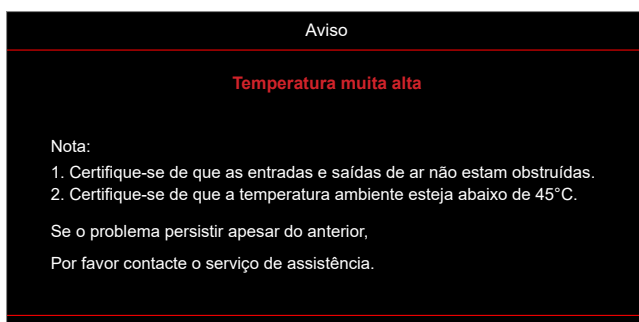 Aviso
Temperatura muita alta
Nota:
1. Certifique-se de que as entradas e saídas de ar não estam obstruídas.
2. Certifique-se de que a temperatura ambiente esteja abaixo de 45°C.
Se o problema persistir apesar do anterior,
Por favor contacte o serviço de assistência.